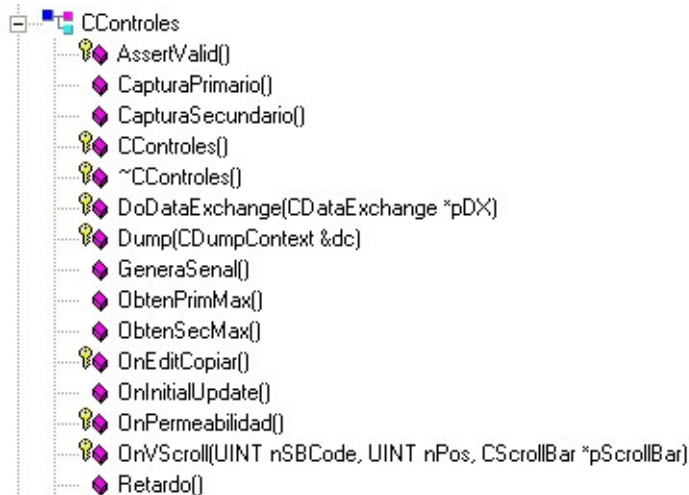 CControles
AssertValid()
CapturaPrimario()
CapturaSecundario()
CControles()
~CControles()
DoDataExchange(CDataExchange *pDX)
Dump(CDumpContext &dc)
GeneraSenal()
ObtenPrimMax()
ObtenSecMax()
OnEditCopiar()
OnInitialUpdate()
OnPermeabilidad()
OnVScroll(UINT nSBCode, UINT nPos, CScrollBar *pScrollBar)
Retardo()